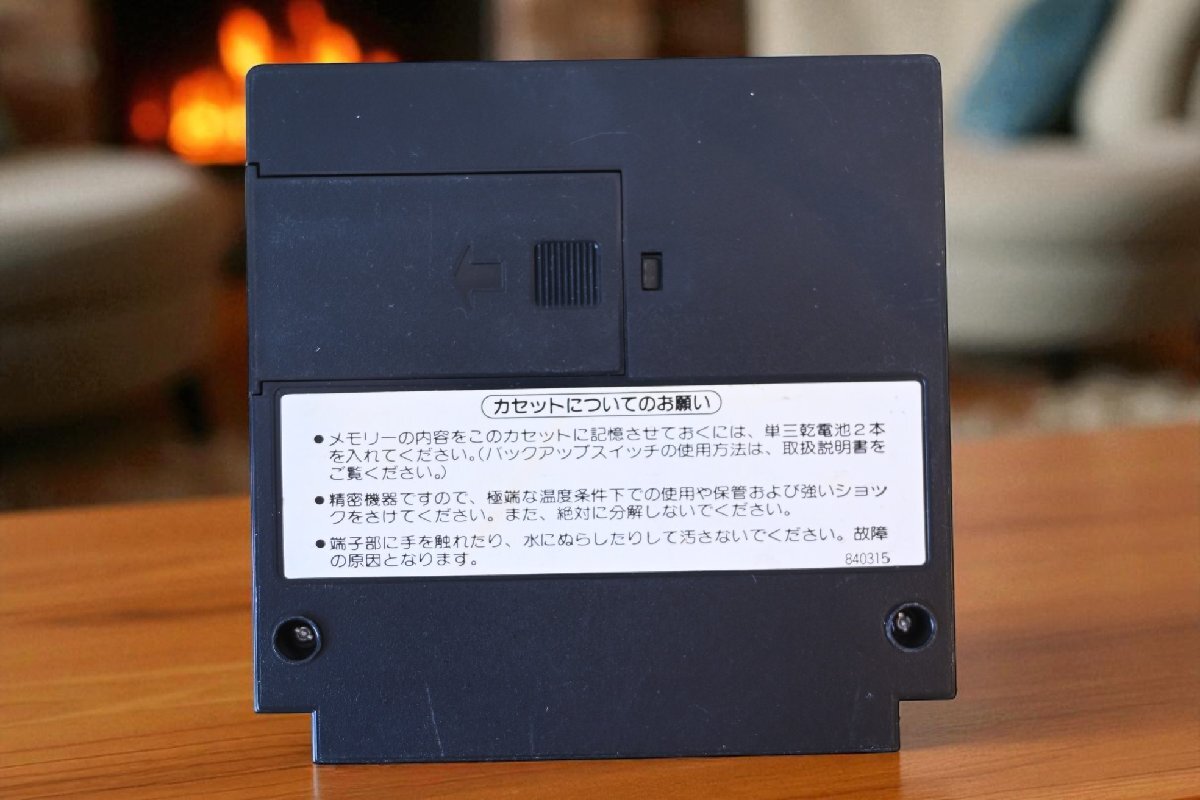 カセットについてのお願い
●メモリーの内容をこのカセットに記憶させておくには、単三乾電池2本
を入れてください。(バックアップスイッチの使用方法は、取扱説明書を
ご覧ください。)
●精密機器ですので、極端な温度条件下での使用や保管および強いショッ
クをさけてください。また、絶対に分解しないでください。
●端子部に手を触れたり、水にぬらしたりして汚さないでください。故障
の原因となります。
840315